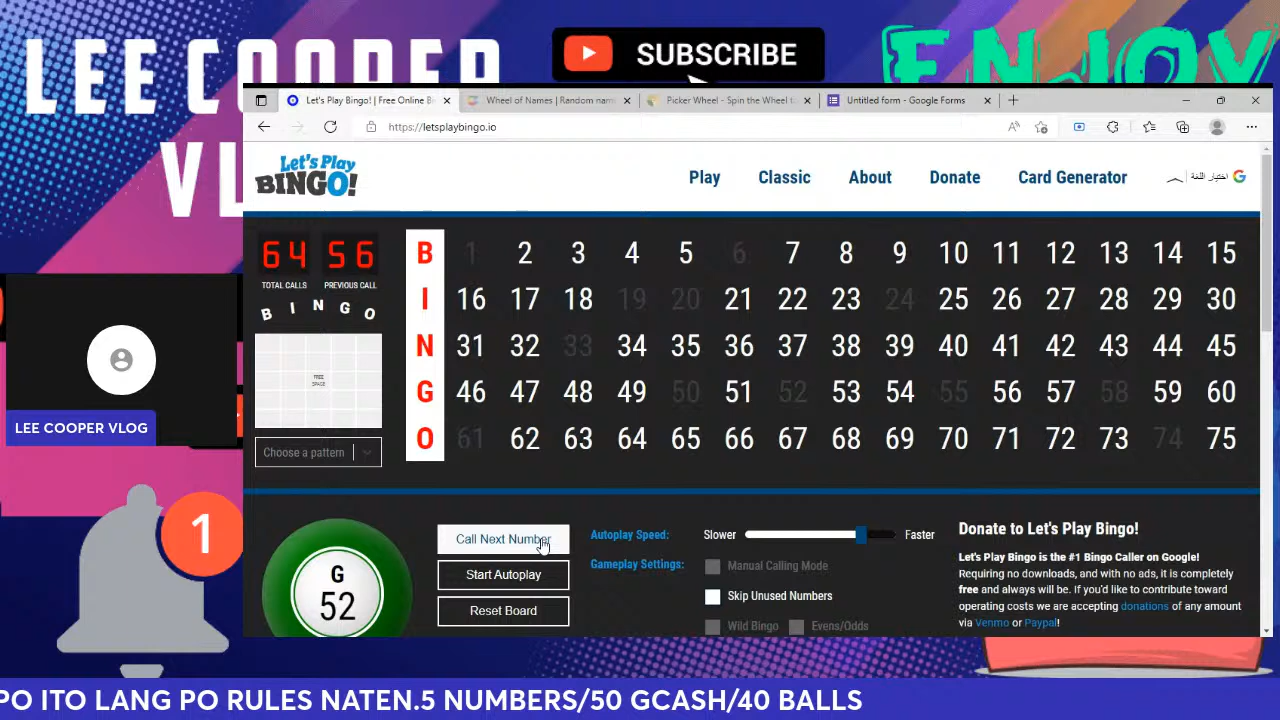 LEE COOPER
VL
SUBSCRIBE
ENJOY
Let's Play Bingo! | Free Online B
Wheel of Names | Random nam
Picker Wheel - Spin the Wheel to
Untitled form - Google Forms
https://letsplaybingo.io
Let's Play
BINGO!
Play Classic About Donate Card Generator
اختيار اللغة
64 56
TOTAL CALLS PREVIOUS CALL
B I N G O
FREE
SPACE
Choose a pattern
B 1 2 3 4 5 6 7 8 9 10 11 12 13 14 15
I 16 17 18 19 20 21 22 23 24 25 26 27 28 29 30
N 31 32 33 34 35 36 37 38 39 40 41 42 43 44 45
G 46 47 48 49 50 51 52 53 54 55 56 57 58 59 60
O 61 62 63 64 65 66 67 68 69 70 71 72 73 74 75
G
52
Call Next Number
Start Autoplay
Reset Board
Autoplay Speed: Slower Faster
Gameplay Settings: Manual Calling Mode
Skip Unused Numbers
Wild Bingo Evens/Odds
Donate to Let's Play Bingo!
Let's Play Bingo is the #1 Bingo Caller on Google!
Requiring no downloads, and with no ads, it is completely
free and always will be. If you'd like to contribute toward
operating costs we are accepting donations of any amount
via Venmo or Paypal!
LEE COOPER VLOG
1
PO ITO LANG PO RULES NATEN.5 NUMBERS/50 GCASH/40 BALLS